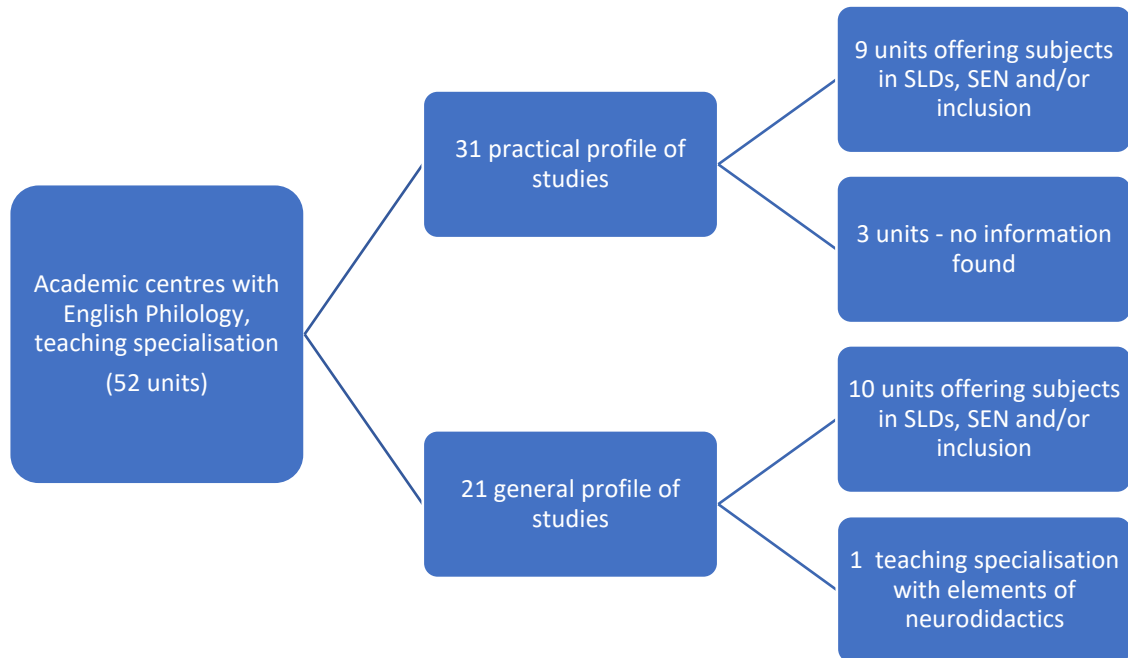 Academic centres with
English Philology,
teaching specialisation
(52 units)
31 practical profile of
studies
9 units offering subjects
in SLDs, SEN and/or
inclusion
3 units - no information
found
21 general profile of
studies
10 units offering subjects
in SLDs, SEN and/or
inclusion
1 teaching specialisation
with elements of
neurodidactics